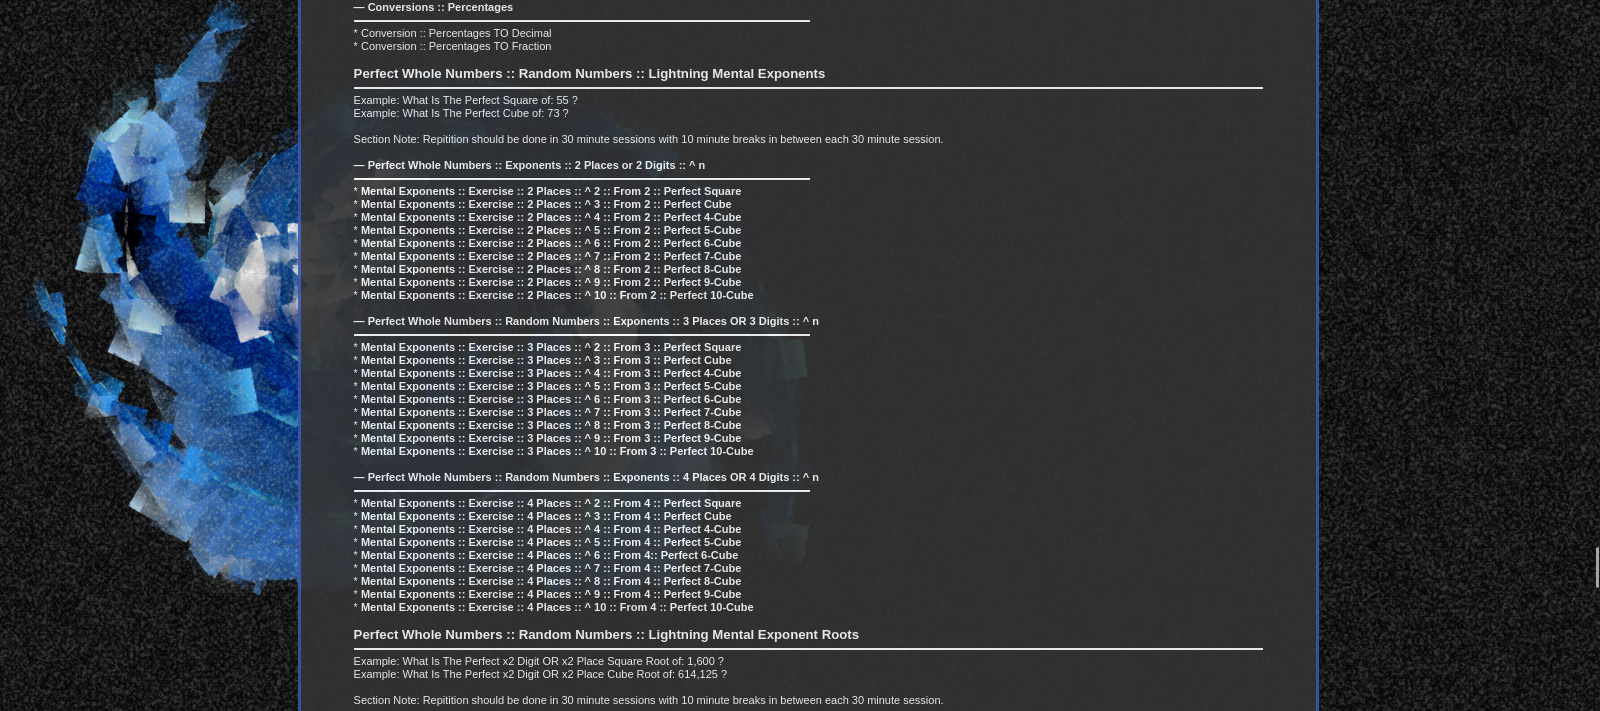 — Conversions :: Percentages
* Conversion :: Percentages TO Decimal
* Conversion :: Percentages TO Fraction
Perfect Whole Numbers :: Random Numbers :: Lightning Mental Exponents
Example: What Is The Perfect Square of: 55 ?
Example: What Is The Perfect Cube of: 73 ?
Section Note: Repitition should be done in 30 minute sessions with 10 minute breaks in between each 30 minute session.
— Perfect Whole Numbers :: Exponents :: 2 Places or 2 Digits :: ^ n
* Mental Exponents :: Exercise :: 2 Places :: ^ 2 :: From 2 :: Perfect Square
* Mental Exponents :: Exercise :: 2 Places :: ^ 3 :: From 2 :: Perfect Cube
* Mental Exponents :: Exercise :: 2 Places :: ^ 4 :: From 2 :: Perfect 4-Cube
* Mental Exponents :: Exercise :: 2 Places :: ^ 5 :: From 2 :: Perfect 5-Cube
* Mental Exponents :: Exercise :: 2 Places :: ^ 6 :: From 2 :: Perfect 6-Cube
* Mental Exponents :: Exercise :: 2 Places :: ^ 7 :: From 2 :: Perfect 7-Cube
* Mental Exponents :: Exercise :: 2 Places :: ^ 8 :: From 2 :: Perfect 8-Cube
* Mental Exponents :: Exercise :: 2 Places :: ^ 9 :: From 2 :: Perfect 9-Cube
* Mental Exponents :: Exercise :: 2 Places :: ^ 10 :: From 2 :: Perfect 10-Cube
— Perfect Whole Numbers :: Random Numbers :: Exponents :: 3 Places OR 3 Digits :: ^ n
* Mental Exponents :: Exercise :: 3 Places :: ^ 2 :: From 3 :: Perfect Square
* Mental Exponents :: Exercise :: 3 Places :: ^ 3 :: From 3 :: Perfect Cube
* Mental Exponents :: Exercise :: 3 Places :: ^ 4 :: From 3 :: Perfect 4-Cube
* Mental Exponents :: Exercise :: 3 Places :: ^ 5 :: From 3 :: Perfect 5-Cube
* Mental Exponents :: Exercise :: 3 Places :: ^ 6 :: From 3 :: Perfect 6-Cube
* Mental Exponents :: Exercise :: 3 Places :: ^ 7 :: From 3 :: Perfect 7-Cube
* Mental Exponents :: Exercise :: 3 Places :: ^ 8 :: From 3 :: Perfect 8-Cube
* Mental Exponents :: Exercise :: 3 Places :: ^ 9 :: From 3 :: Perfect 9-Cube
* Mental Exponents :: Exercise :: 3 Places :: ^ 10 :: From 3 :: Perfect 10-Cube
— Perfect Whole Numbers :: Random Numbers :: Exponents :: 4 Places OR 4 Digits :: ^ n
* Mental Exponents :: Exercise :: 4 Places :: ^ 2 :: From 4 :: Perfect Square
* Mental Exponents :: Exercise :: 4 Places :: ^ 3 :: From 4 :: Perfect Cube
* Mental Exponents :: Exercise :: 4 Places :: ^ 4 :: From 4 :: Perfect 4-Cube
* Mental Exponents :: Exercise :: 4 Places :: ^ 5 :: From 4 :: Perfect 5-Cube
* Mental Exponents :: Exercise :: 4 Places :: ^ 6 :: From 4:: Perfect 6-Cube
* Mental Exponents :: Exercise :: 4 Places :: ^ 7 :: From 4 :: Perfect 7-Cube
* Mental Exponents :: Exercise :: 4 Places :: ^ 8 :: From 4 :: Perfect 8-Cube
* Mental Exponents :: Exercise :: 4 Places :: ^ 9 :: From 4 :: Perfect 9-Cube
* Mental Exponents :: Exercise :: 4 Places :: ^ 10 :: From 4 :: Perfect 10-Cube
Perfect Whole Numbers :: Random Numbers :: Lightning Mental Exponent Roots
Example: What Is The Perfect x2 Digit OR x2 Place Square Root of: 1,600 ?
Example: What Is The Perfect x2 Digit OR x2 Place Cube Root of: 614,125 ?
Section Note: Repitition should be done in 30 minute sessions with 10 minute breaks in between each 30 minute session.